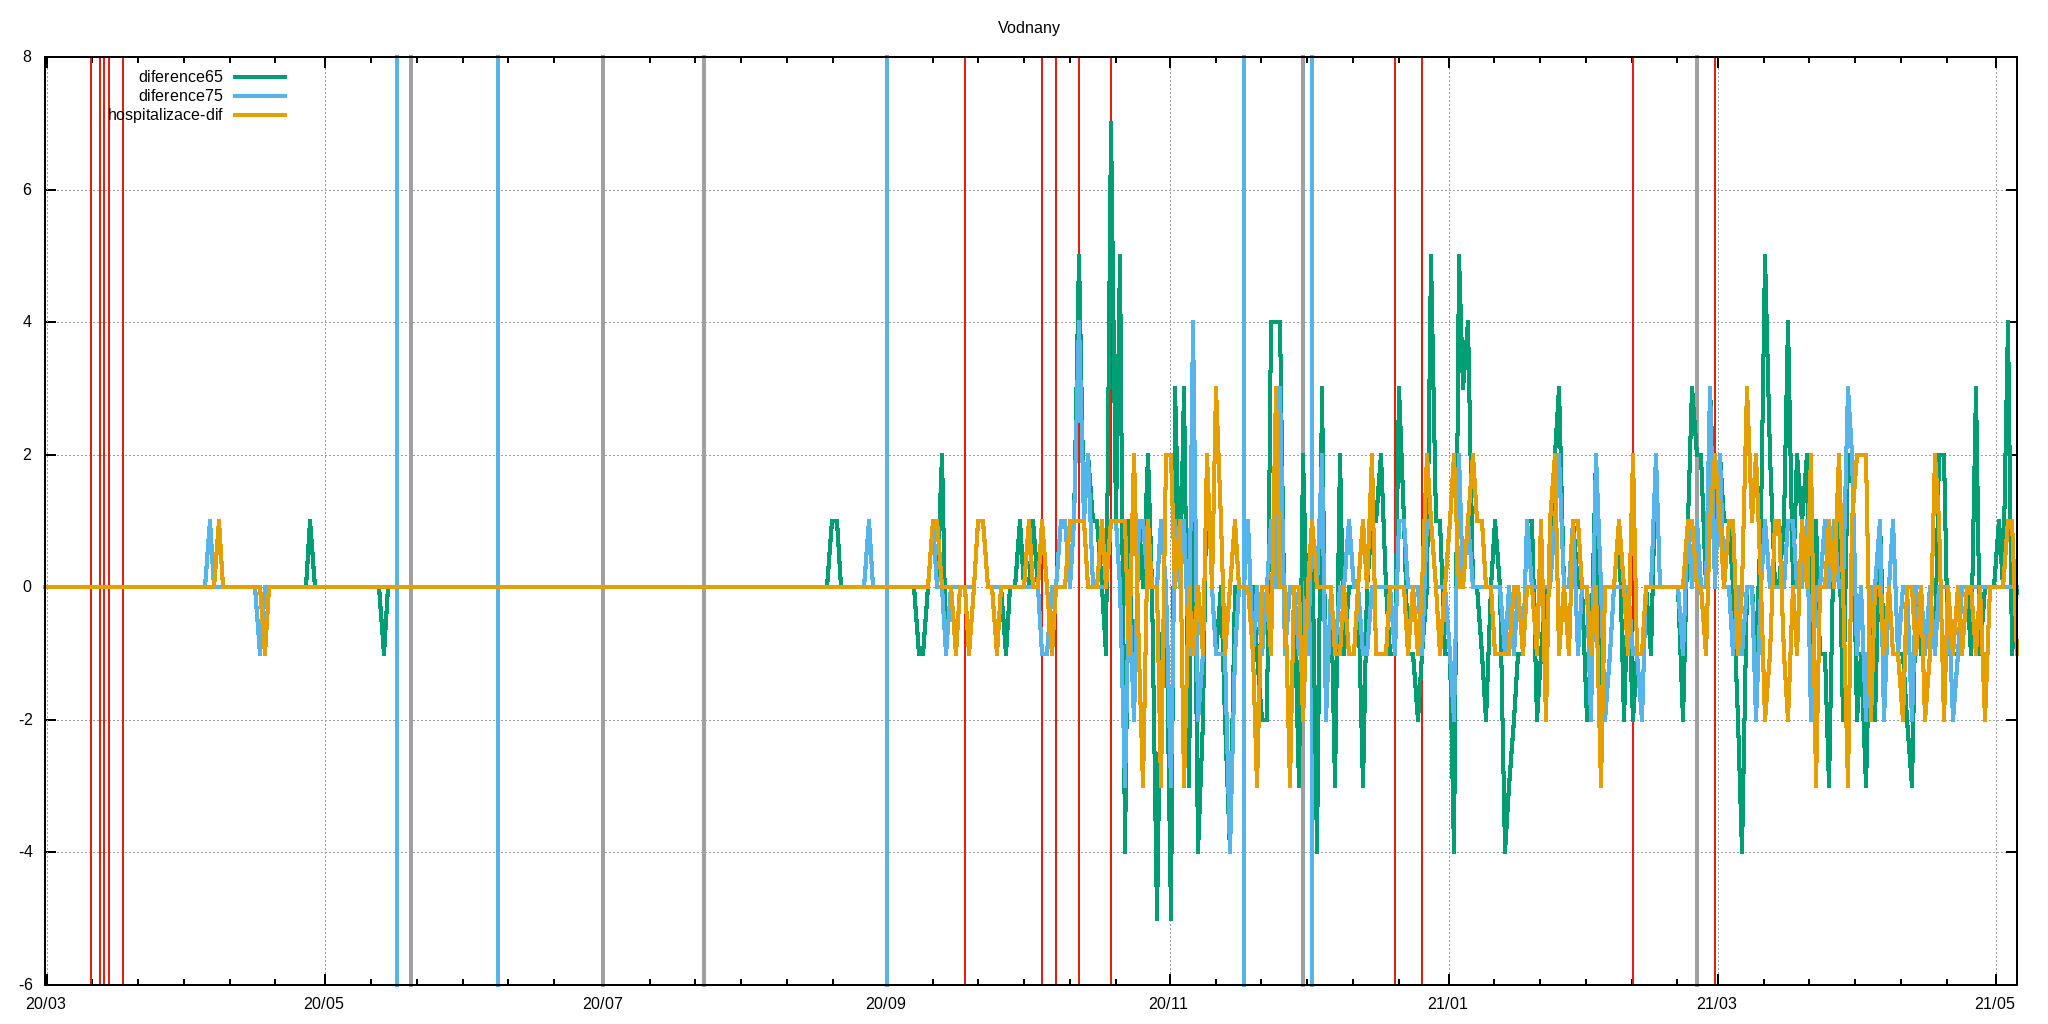 Vodnany
8
diference65
diference75
hospitalizace-dif
6
4
2
0
-2
-4
-6
20/03 20/05 20/07 20/09 20/11 21/01 21/03 21/05